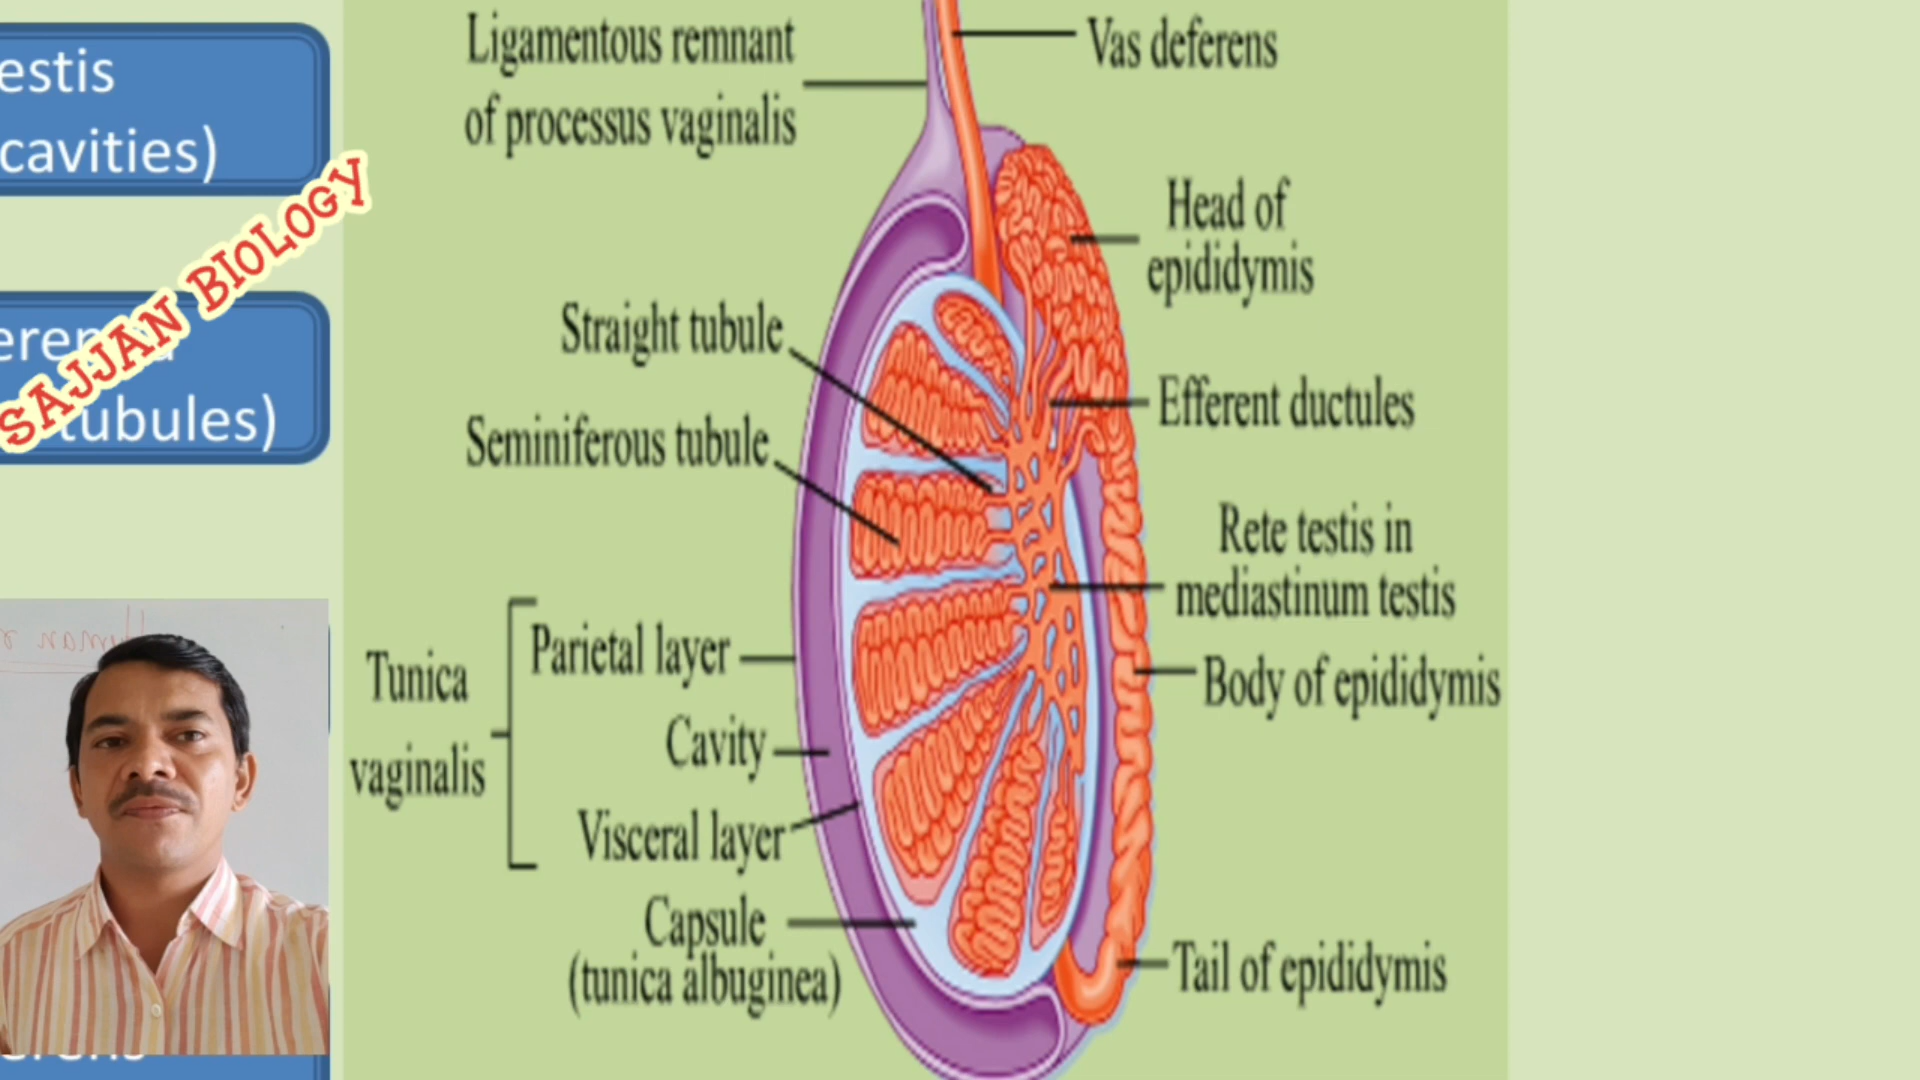 estis
cavities)
SAJJAN BIOLOGY
tubules)
Ligamentous remnant
of processus vaginalis
Vas deferens
Head of
epididymis
Straight tubule
Efferent ductules
Seminiferous tubule
Rete testis in
mediastinum testis
Tunica
vaginalis
Parietal layer
Body of epididymis
Cavity
Visceral layer
Capsule
(tunica albuginea)
Tail of epididymis